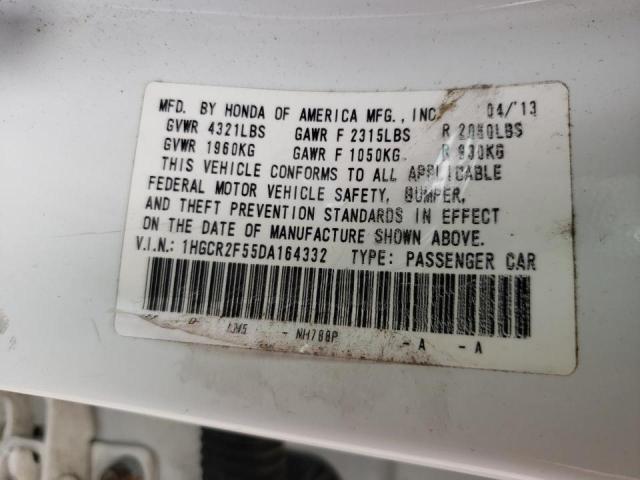 MFD. BY HONDA OF AMERICA MFG., INC. 04/'13
GVWR 4321LBS GAWR F 2315LBS R 2050LBS
GVWR 1960KG GAWR F 1050KG R 930KG
THIS VEHICLE CONFORMS TO ALL APPLICABLE
FEDERAL MOTOR VEHICLE SAFETY, BUMPER,
AND THEFT PREVENTION STANDARDS IN EFFECT
ON THE DATE OF MANUFACTURE SHOWN ABOVE.
V.I.N.: 1HGCR2F55DA164332 TYPE: PASSENGER CAR
- NH788P - A - A